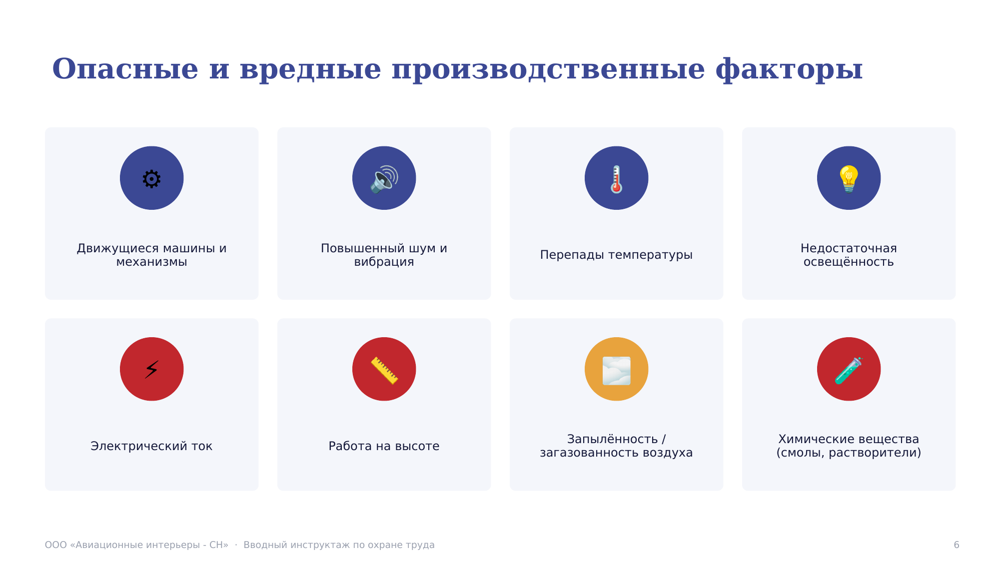 Опасные и вредные производственные факторы
Движущиеся машины и
механизмы
Повышенный шум и
вибрация
Перепады температуры
Недостаточная
освещённость
Электрический ток
Работа на высоте
Запылённость /
загазованность воздуха
Химические вещества
(смолы, растворители)
ООО «Авиационные интерьеры - СН» · Вводный инструктаж по охране труда
6